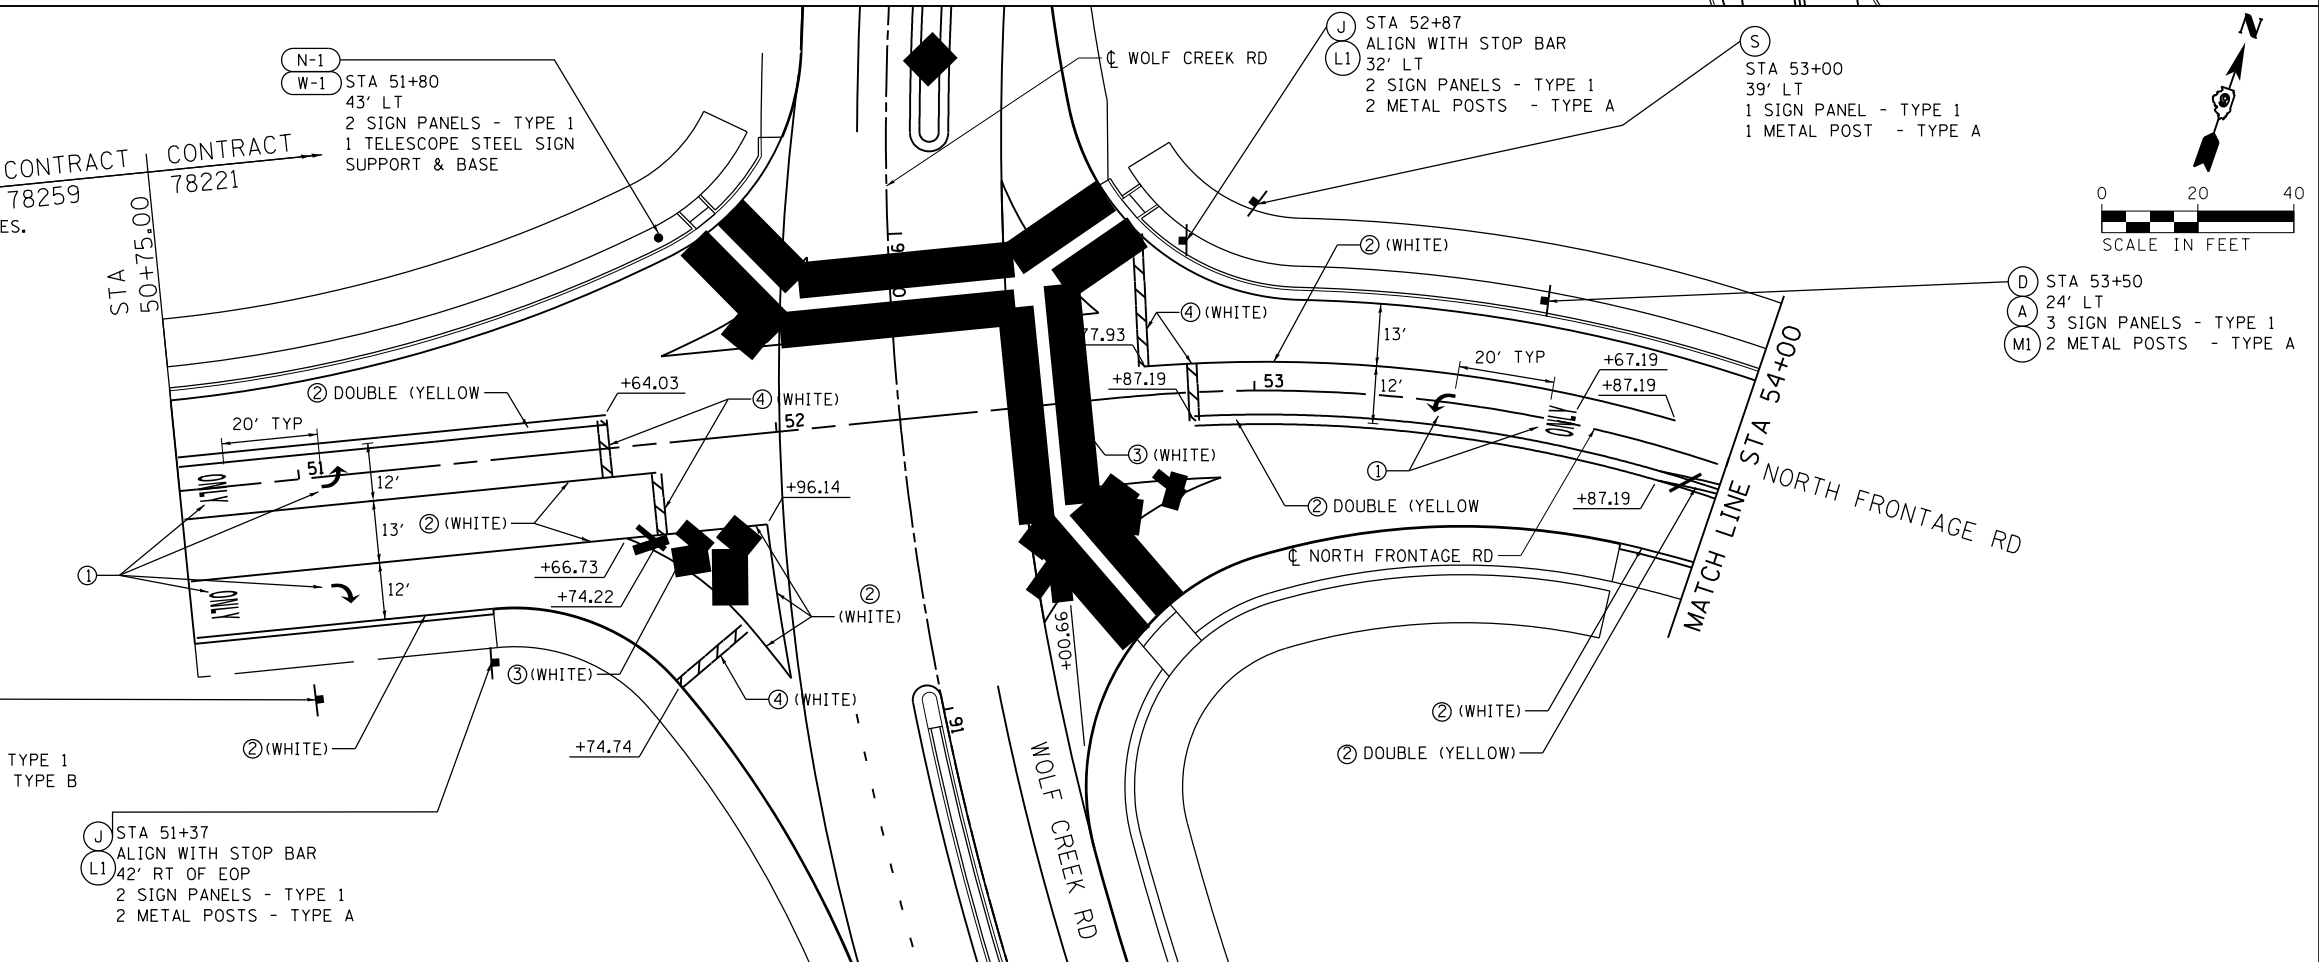 N-1
W-1
STA 51+80
43' LT
2 SIGN PANELS - TYPE 1
1 TELESCOPE STEEL SIGN
SUPPORT & BASE
CONTRACT
78259
CONTRACT
78221
ES.
STA
50+75.00
℄ WOLF CREEK RD
J
L1
STA 52+87
ALIGN WITH STOP BAR
32' LT
2 SIGN PANELS - TYPE 1
2 METAL POSTS - TYPE A
S
STA 53+00
39' LT
1 SIGN PANEL - TYPE 1
1 METAL POST - TYPE A
N
0 20 40
SCALE IN FEET
D
A
M1
STA 53+50
24' LT
3 SIGN PANELS - TYPE 1
2 METAL POSTS - TYPE A
② (WHITE)
④ (WHITE)
77.93
13'
20' TYP
+67.19
+87.19
+87.19
53
12'
ONLY
② DOUBLE (YELLOW
+64.03
④ (WHITE)
20' TYP
52
51
ONLY
12'
+96.14
② (WHITE)
13'
③ (WHITE)
①
② DOUBLE (YELLOW
+87.19
MATCH LINE STA 54+00
NORTH FRONTAGE RD
℄ NORTH FRONTAGE RD
①
+66.73
12'
ONLY
+74.22
②
(WHITE)
+00.66
③ (WHITE)
④ (WHITE)
② (WHITE)
+74.74
91
② (WHITE)
② DOUBLE (YELLOW)
WOLF CREEK RD
TYPE 1
TYPE B
J
L1
STA 51+37
ALIGN WITH STOP BAR
42' RT OF EOP
2 SIGN PANELS - TYPE 1
2 METAL POSTS - TYPE A